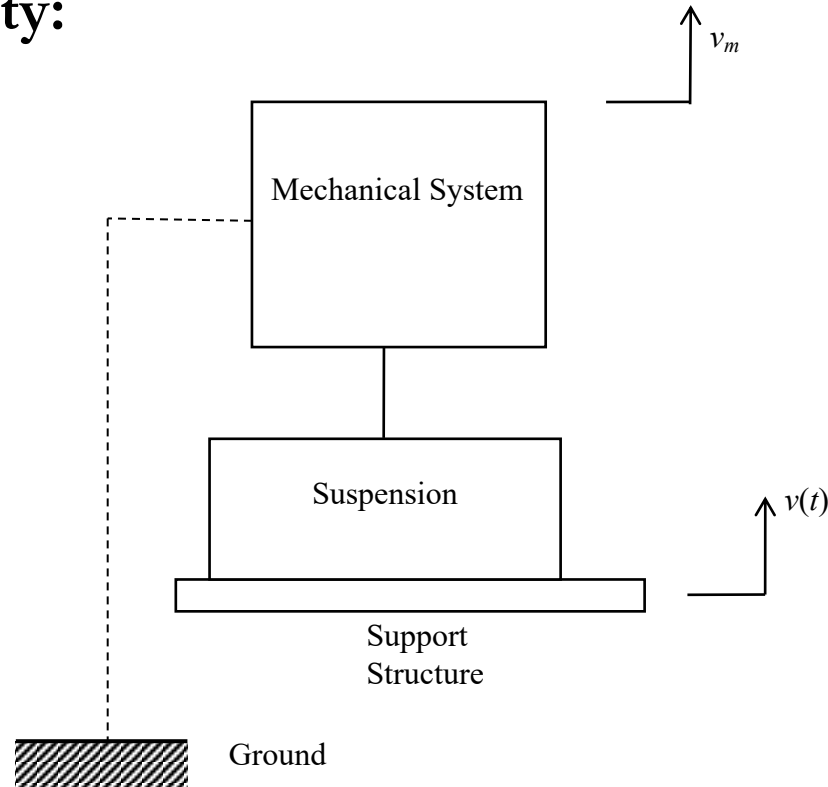 ty:
v_m
Mechanical System
Suspension
v(t)
Support
Structure
Ground